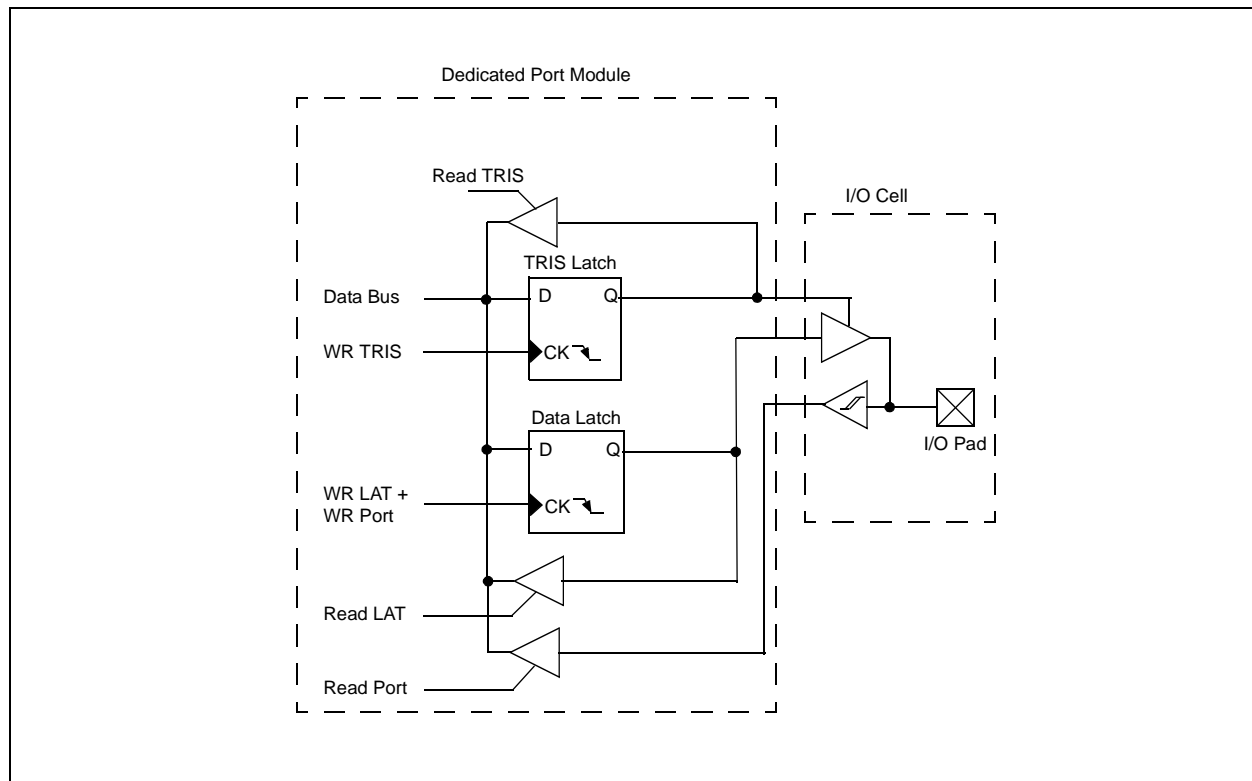 Dedicated Port Module
Read TRIS
I/O Cell
TRIS Latch
Data Bus
D
Q
WR TRIS
CK
Data Latch
I/O Pad
D
Q
WR LAT +
WR Port
CK
Read LAT
Read Port